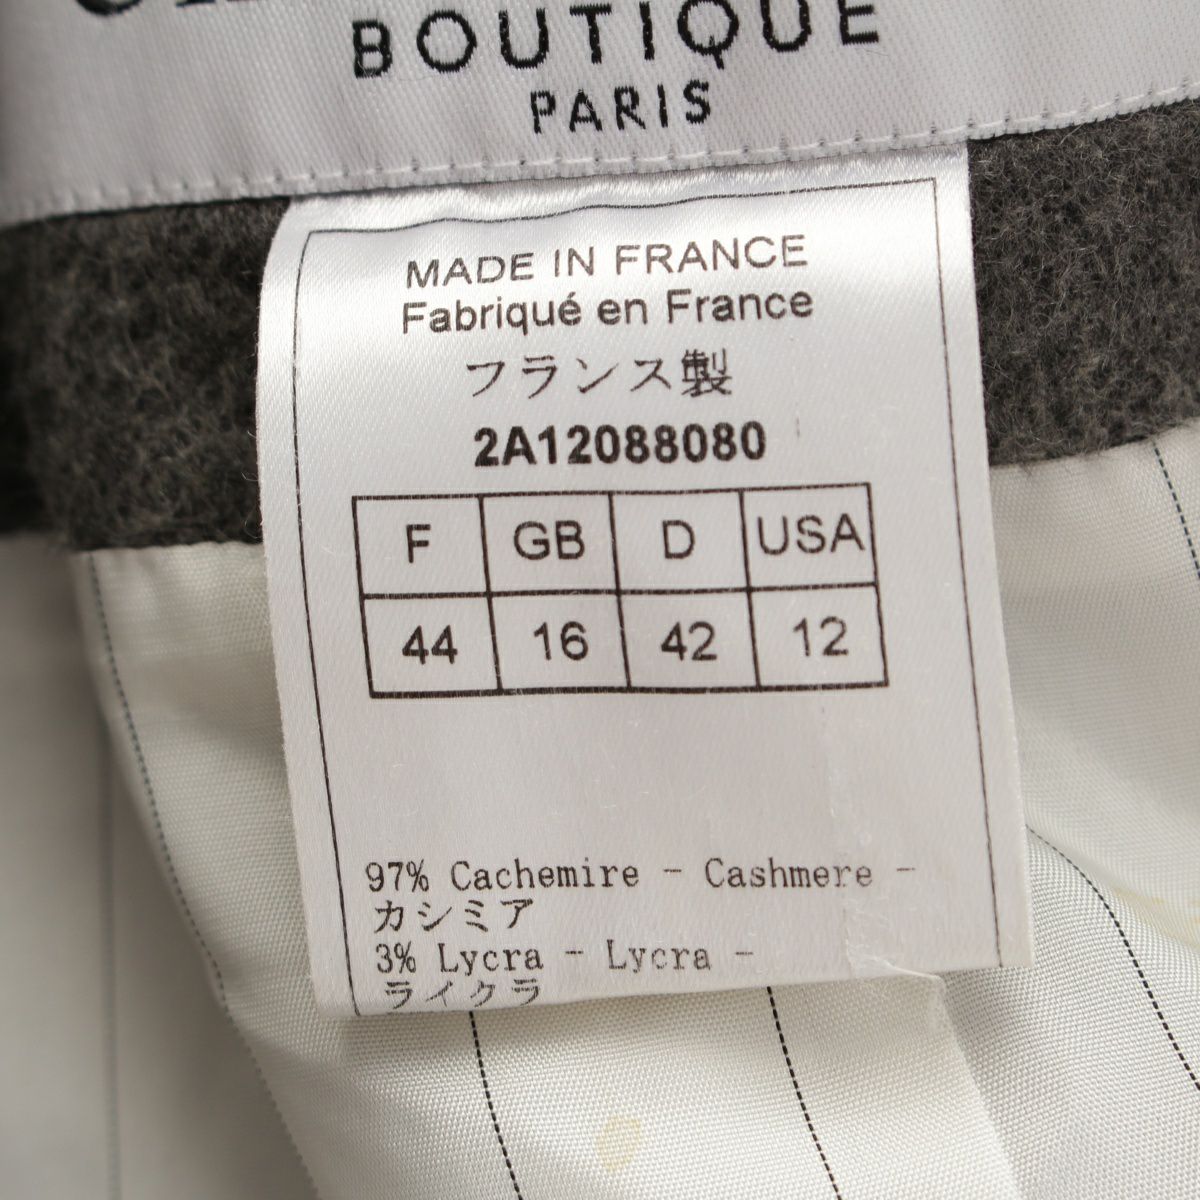 BOUTIQUE
PARIS
MADE IN FRANCE
Fabriqué en France
フランス製
2A12088080
F GB D USA
44 16 42 12
97% Cachemire - Cashmere -
カシミア
3% Lycra - Lycra -
ライクラ